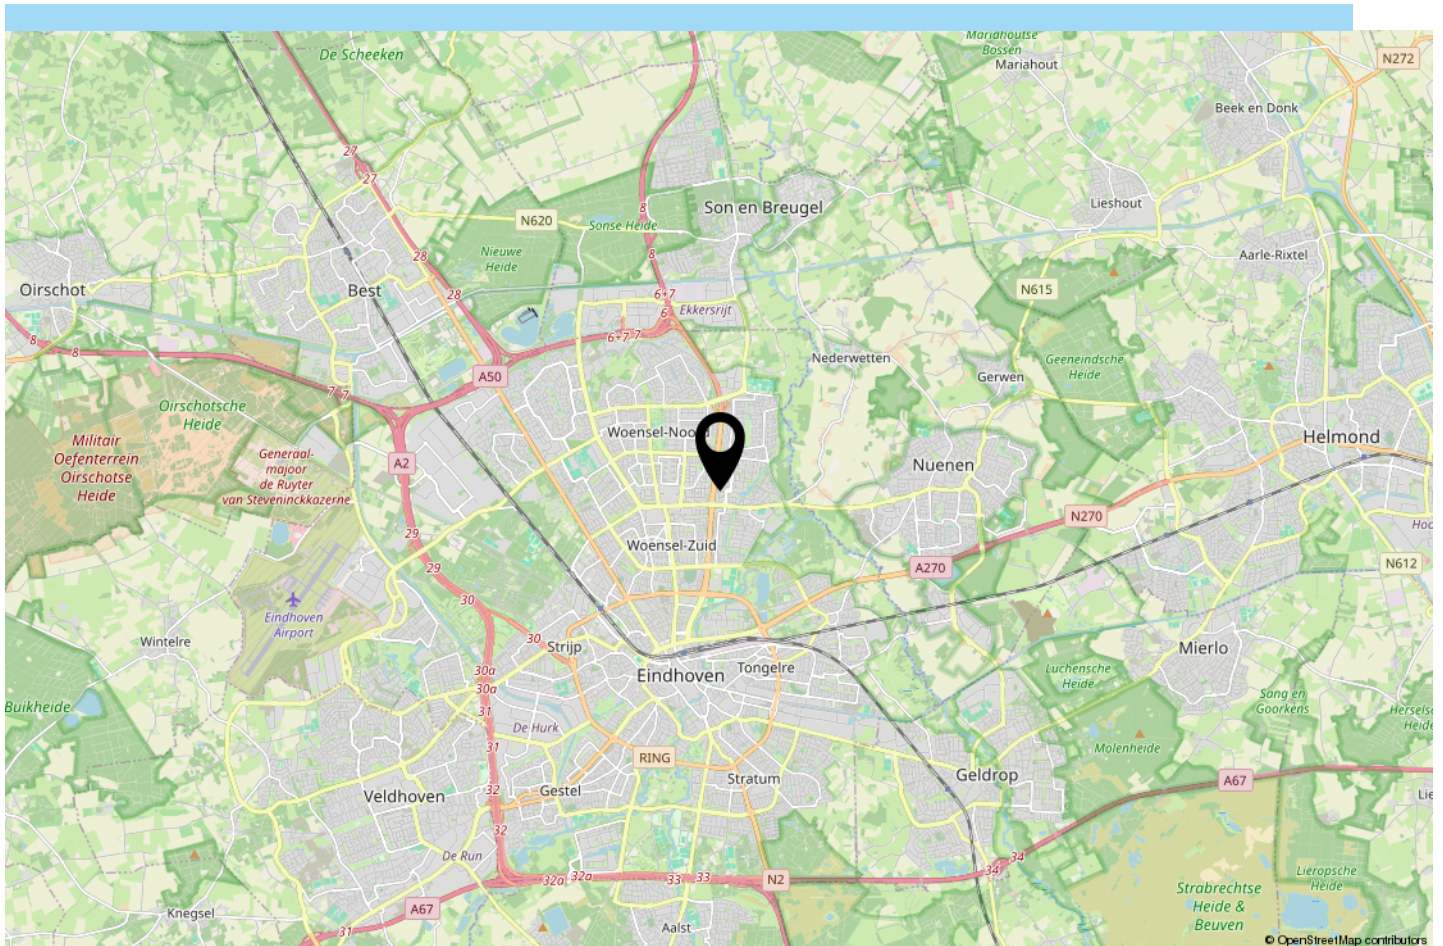 De Scheeken
Mariahoutse
Bossen
Mariahout
N272
Beek en Donk
27
27
8
Son en Breugel
Lieshout
N620
Sonse Heide
Nieuwe
Heide
8
28
Aarle-Rixtel
Oirschot
Best
28
6+7
N615
6
Ekkersrijt
6+7
7
8
8
Nederwetten
Geeneindsche
Heide
Gerwen
A50
7
7
Oirschotsche
Heide
Militair
Oefenterrein
Oirschotse
Heide
Woensel-Noord
Helmond
Generaal-
majoor
de Ruyter
van Steveninckkazerne
A2
Nuenen
N270
29
Woensel-Zuid
A270
N612
29
30
Eindhoven
Airport
30
Wintelre
Strijp
Mierlo
Eindhoven
Tongelre
30a
30a
Luchensche
Heide
Buikheide
31
Sang en
Goorkens
De Hurk
31
Molenheide
RING
Stratum
Geldrop
A67
32
Gestel
Veldhoven
32
De Run
34
34
32a
32a
33
33
N2
Lieropsche
Heide
Strabrechtse
Heide &
Beuven
A67
Knegsel
31
Aalst
© OpenStreetMap contributors